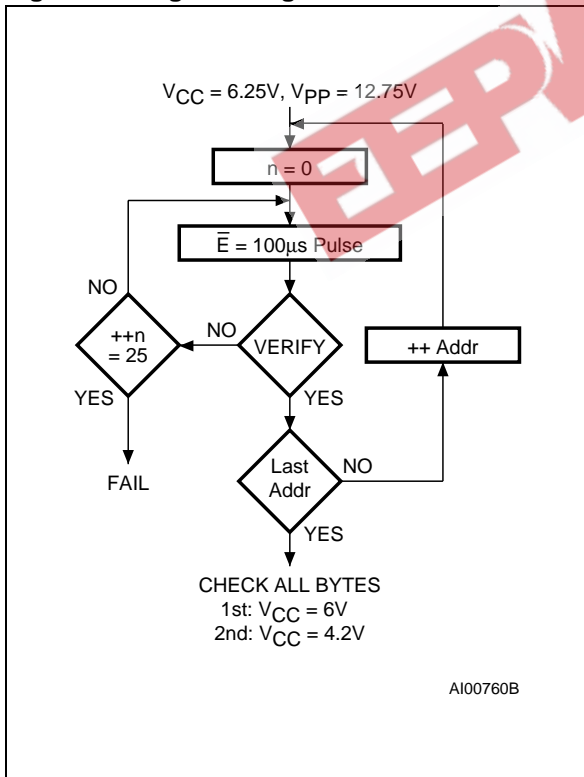 VCC = 6.25V, VPP = 12.75V
n = 0
E̅ = 100µs Pulse
NO
++n
= 25
NO
VERIFY
++ Addr
YES
YES
FAIL
Last
Addr
NO
YES
CHECK ALL BYTES
1st: VCC = 6V
2nd: VCC = 4.2V
AI00760B